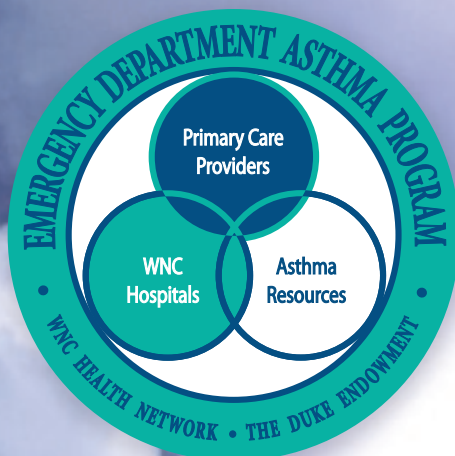 EMERGENCY DEPARTMENT ASTHMA PROGRAM
Primary Care
Providers
WNC
Hospitals
Asthma
Resources
• WNC HEALTH NETWORK • THE DUKE ENDOWMENT •